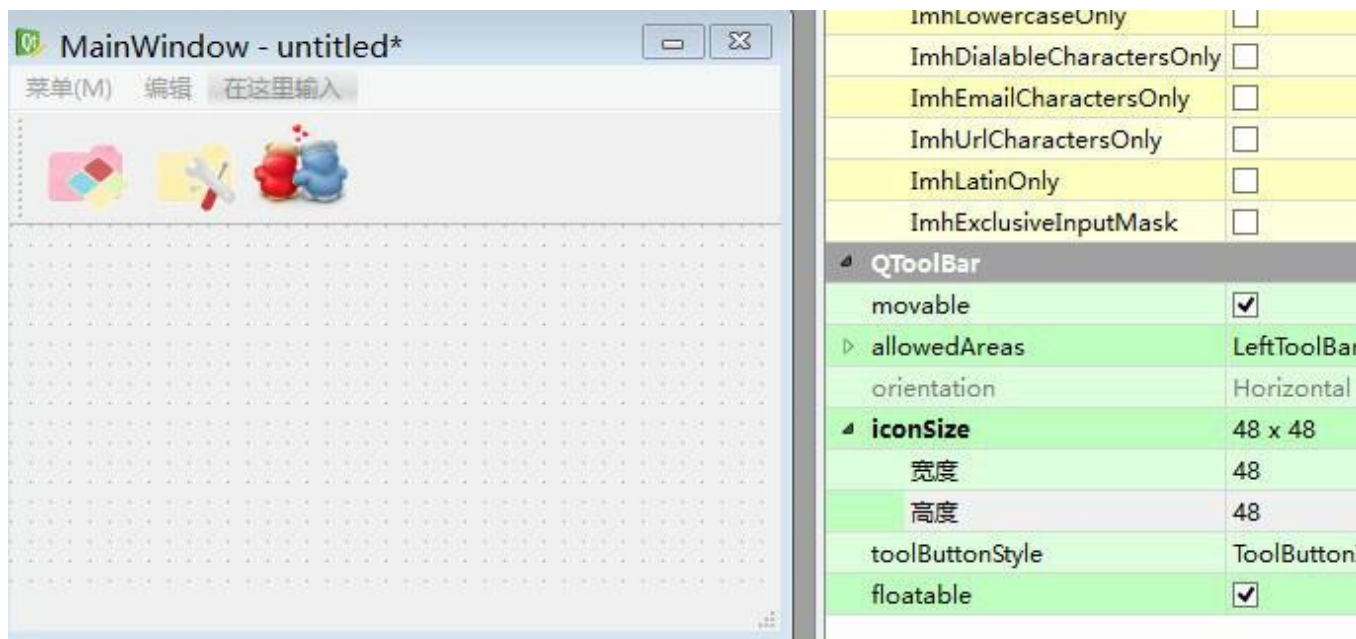 MainWindow - untitled*
菜单(M) 编辑 在这里输入
ImhLowercaseOnly
ImhDialableCharactersOnly
ImhEmailCharactersOnly
ImhUrlCharactersOnly
ImhLatinOnly
ImhExclusiveInputMask
QToolBar
movable
allowedAreas LeftToolBar
orientation Horizontal
iconSize 48 x 48
宽度 48
高度 48
toolButtonStyle ToolButton
floatable